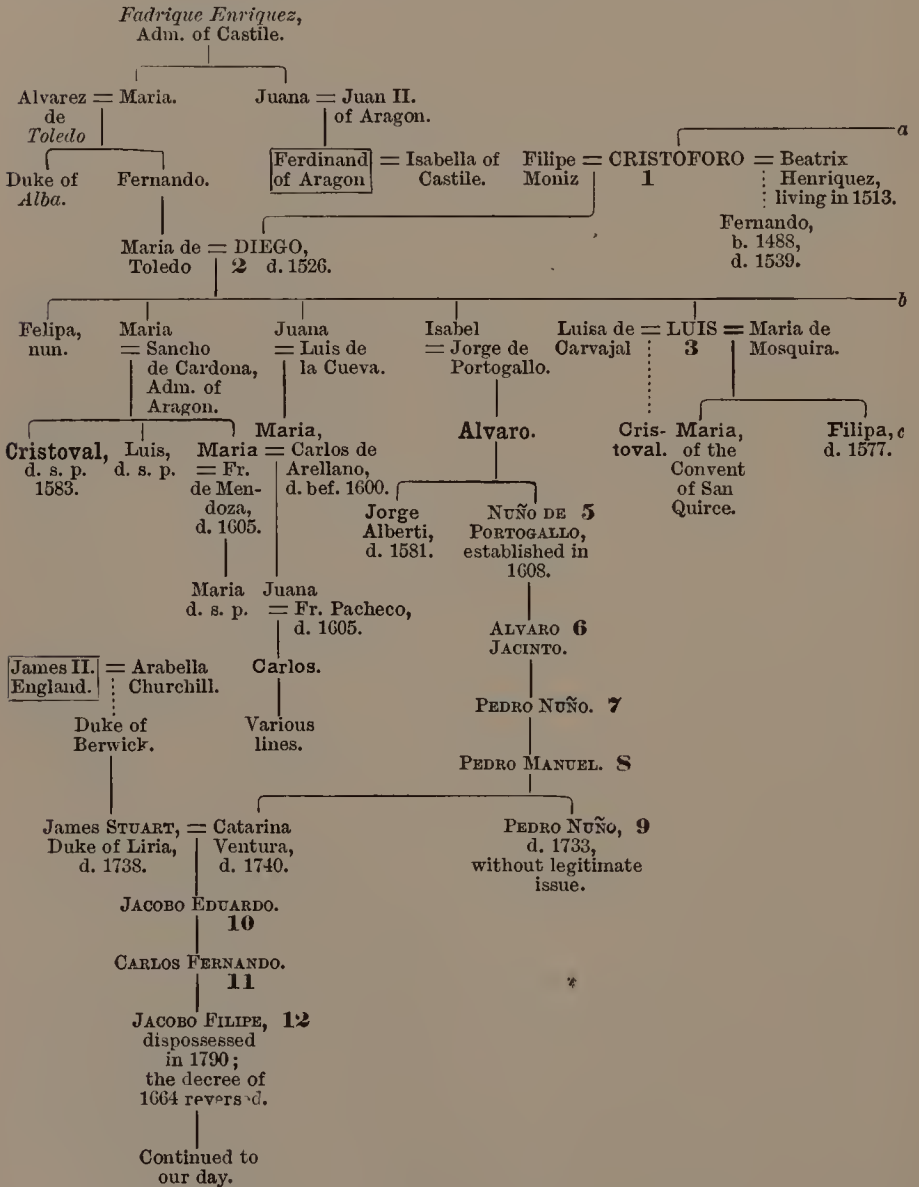 Fadrique Enriquez,
Adm. of Castile.
Alvarez = Maria.
de
Toledo
Juana = Juan II.
of Aragon.
a
Duke of
Alba.
Fernando.
Ferdinand
of Aragon
= Isabella of
Castile.
Filipe
Moniz
= CRISTOFORO =
1
Beatrix
Henriquez,
living in 1513.
Fernando,
b. 1488,
d. 1539.
Maria de = DIEGO,
Toledo 2 d. 1526.
b
Felipa,
nun.
Maria
= Sancho
de Cardona,
Adm. of
Aragon.
Juana
= Luis de
la Cueva.
Isabel
= Jorge de
Portogallo.
Luisa de = LUIS = Maria de
Carvajal 3 Mosquira.
Cristoval,
d. s. p.
1583.
Luis,
d. s. p.
Maria
= Fr.
de Men-
doza,
d. 1605.
Maria,
= Carlos de
Arellano,
d. bef. 1600.
Alvaro.
Cris-
toval.
Maria,
of the
Convent
of San
Quirce.
Filipa, c
d. 1577.
Jorge
Alberti,
d. 1581.
NUÑO DE 5
PORTOGALLO,
established in
1608.
Maria
d. s. p.
Juana
= Fr. Pacheco,
d. 1605.
ALVARO 6
JACINTO.
James II.
England.
= Arabella
Churchill.
Carlos.
PEDRO NUÑO. 7
Duke of
Berwick.
Various
lines.
PEDRO MANUEL. 8
James STUART, = Catarina
Duke of Liria, Ventura,
d. 1738. d. 1740.
PEDRO NUÑO, 9
d. 1733,
without legitimate
issue.
JACOBO EDUARDO.
10
CARLOS FERNANDO.
11
JACOBO FILIPE, 12
dispossessed
in 1790;
the decree of
1664 reversed.
Continued to
our day.